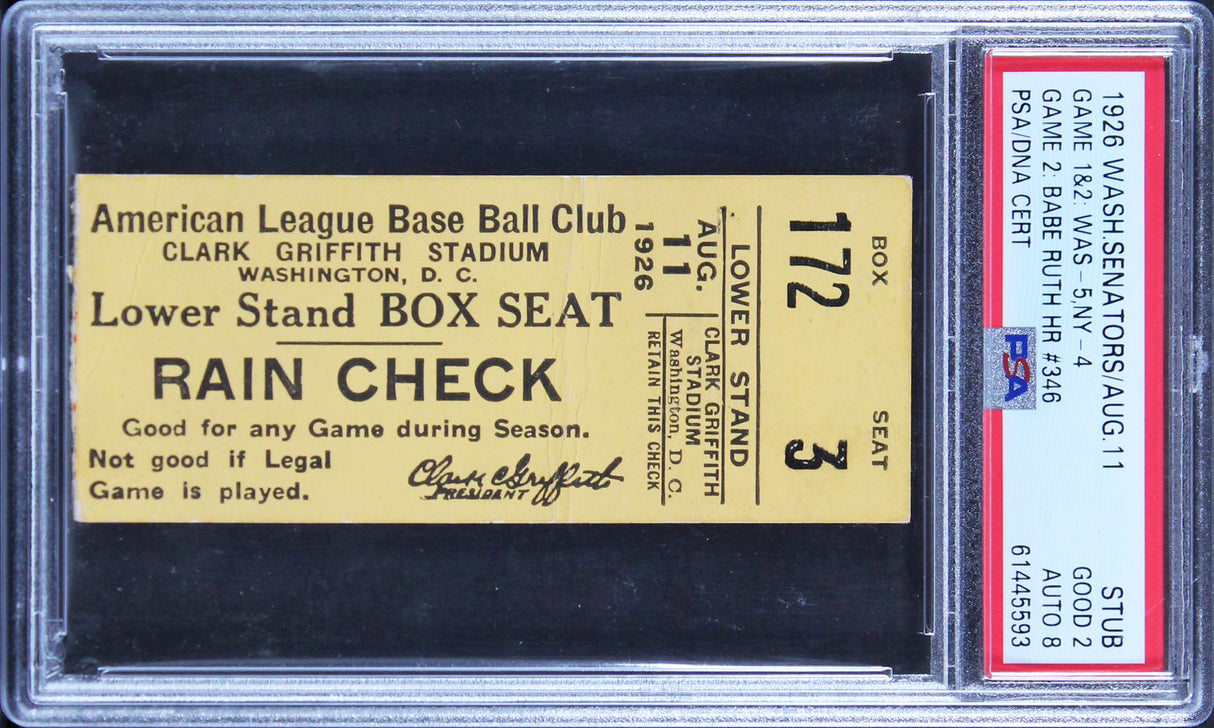 American League Base Ball Club
CLARK GRIFFITH STADIUM
WASHINGTON, D. C.
Lower Stand BOX SEAT
RAIN CHECK
Good for any Game during Season.
Not good if Legal
Game is played.
Clark C Griffith
PRESIDENT
AUG.
11
1926
CLARK GRIFFITH
STADIUM
Washington, D. C.
RETAIN THIS CHECK
LOWER STAND
BOX SEAT
172 3
1926 WASH.SENATORS/AUG.11 STUB
GAME 1&2: WAS - 5,NY - 4 GOOD 2
GAME 2: BABE RUTH HR #346 AUTO 8
PSA/DNA CERT 61445593
PSA